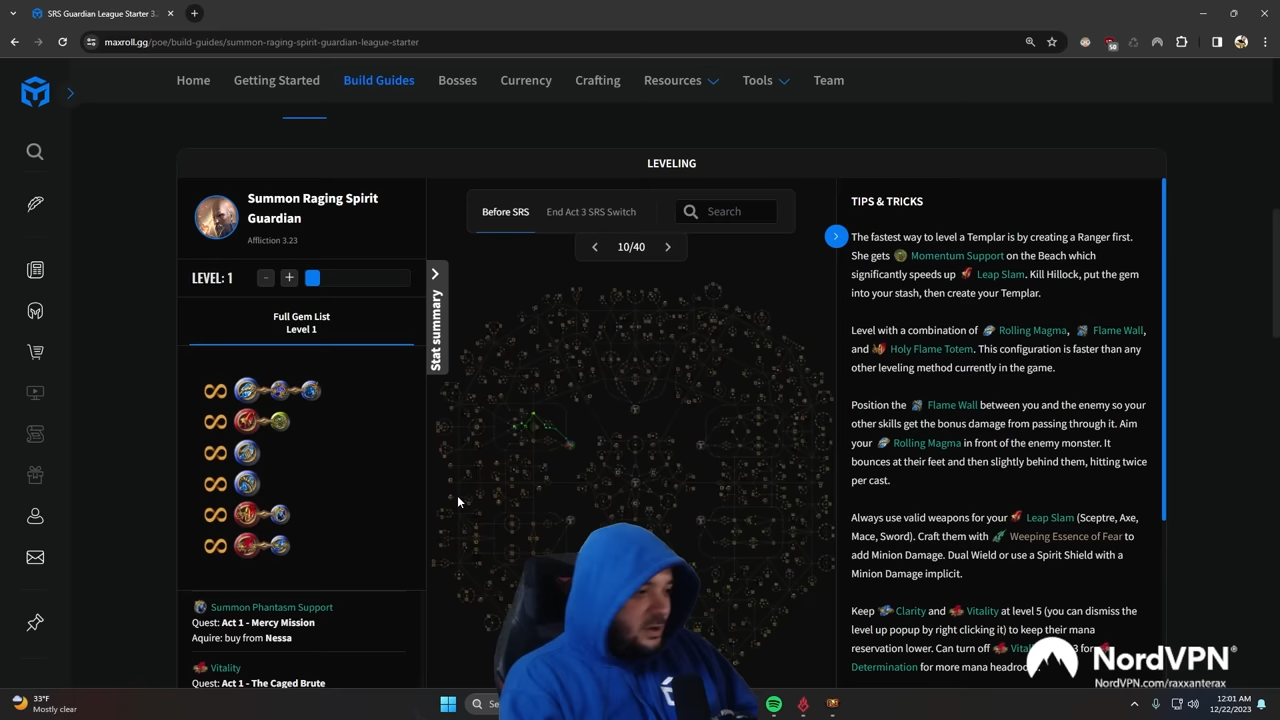 SRS Guardian League Starter 3.
maxroll.gg/poe/build-guides/summon-raging-spirit-guardian-league-starter
50
Home
Getting Started
Build Guides
Bosses
Currency
Crafting
Resources
Tools
Team
LEVELING
Summon Raging Spirit
Guardian
Affliction 3.23
LEVEL: 1
- +
Full Gem List
Level 1
Summon Phantasm Support
Quest: Act 1 - Mercy Mission
Aquire: buy from Nessa
Vitality
Quest: Act 1 - The Caged Brute
Stat summary
Before SRS
End Act 3 SRS Switch
Search
10/40
TIPS & TRICKS
The fastest way to level a Templar is by creating a Ranger first.
She gets Momentum Support on the Beach which
significantly speeds up Leap Slam. Kill Hillock, put the gem
into your stash, then create your Templar.
Level with a combination of Rolling Magma, Flame Wall,
and Holy Flame Totem. This configuration is faster than any
other leveling method currently in the game.
Position the Flame Wall between you and the enemy so your
other skills get the bonus damage from passing through it. Aim
your Rolling Magma in front of the enemy monster. It
bounces at their feet and then slightly behind them, hitting twice
per cast.
Always use valid weapons for your Leap Slam (Sceptre, Axe,
Mace, Sword). Craft them with Weeping Essence of Fear to
add Minion Damage. Dual Wield or use a Spirit Shield with a
Minion Damage implicit.
Keep Clarity and Vitality at level 5 (you can dismiss the
level up popup by right clicking it) to keep their mana
reservation lower. Can turn off
Determination for more mana
NordVPN®
NordVPN.com/raxxanterax
33°F
Mostly clear
12:01 AM
12/22/2023